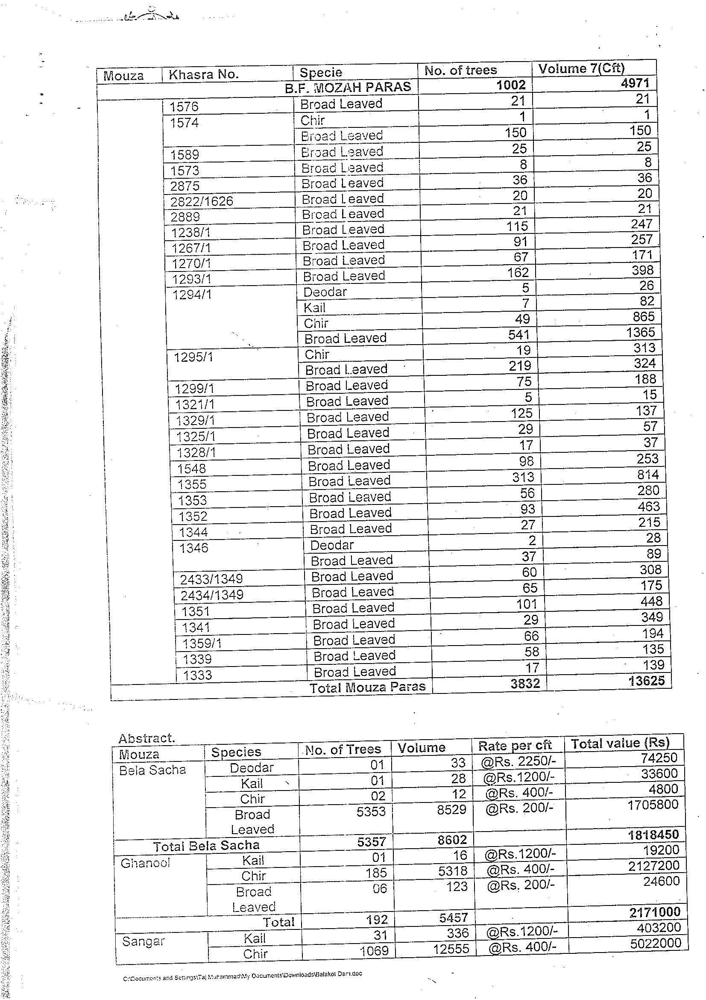 Mouza Khasra No. Specie No. of trees Volume 7(Cft)
B.F. MOZAH PARAS 1002 4971
1576 Broad Leaved 21 21
1574 Chir 1 1
Broad Leaved 150 150
1589 Broad Leaved 25 25
1573 Broad Leaved 8 8
2875 Broad Leaved 36 36
2822/1626 Broad Leaved 20 20
2889 Broad Leaved 21 21
1238/1 Broad Leaved 115 247
1267/1 Broad Leaved 91 257
1270/1 Broad Leaved 67 171
1293/1 Broad Leaved 162 398
1294/1 Deodar 5 26
Kail 7 82
Chir 49 865
Broad Leaved 541 1365
1295/1 Chir 19 313
Broad Leaved 219 324
1299/1 Broad Leaved 75 188
1321/1 Broad Leaved 5 15
1329/1 Broad Leaved 125 137
1325/1 Broad Leaved 29 57
1328/1 Broad Leaved 17 37
1548 Broad Leaved 98 253
1355 Broad Leaved 313 814
1353 Broad Leaved 56 280
1352 Broad Leaved 93 463
1344 Broad Leaved 27 215
1346 Deodar 2 28
Broad Leaved 37 89
2433/1349 Broad Leaved 60 308
2434/1349 Broad Leaved 65 175
1351 Broad Leaved 101 448
1341 Broad Leaved 29 349
1359/1 Broad Leaved 66 194
1339 Broad Leaved 58 135
1333 Broad Leaved 17 139
Total Mouza Paras 3832 13625
Abstract.
Mouza Species No. of Trees Volume Rate per cft Total value (Rs)
Bela Sacha Deodar 01 33 @Rs. 2250/- 74250
Kail 01 28 @Rs.1200/- 33600
Chir 02 12 @Rs. 400/- 4800
Broad 5353 8529 @Rs. 200/- 1705800
Leaved
Total Bela Sacha 5357 8602 1818450
Ghanool Kail 01 16 @Rs.1200/- 19200
Chir 185 5318 @Rs. 400/- 2127200
Broad 06 123 @Rs. 200/- 24600
Leaved
Total 192 5457 2171000
Sangar Kail 31 336 @Rs.1200/- 403200
Chir 1069 12555 @Rs. 400/- 5022000
C:\Documents and Settings\Taj Muhammad\My Documents\Downloads\Balakot Dam.doc